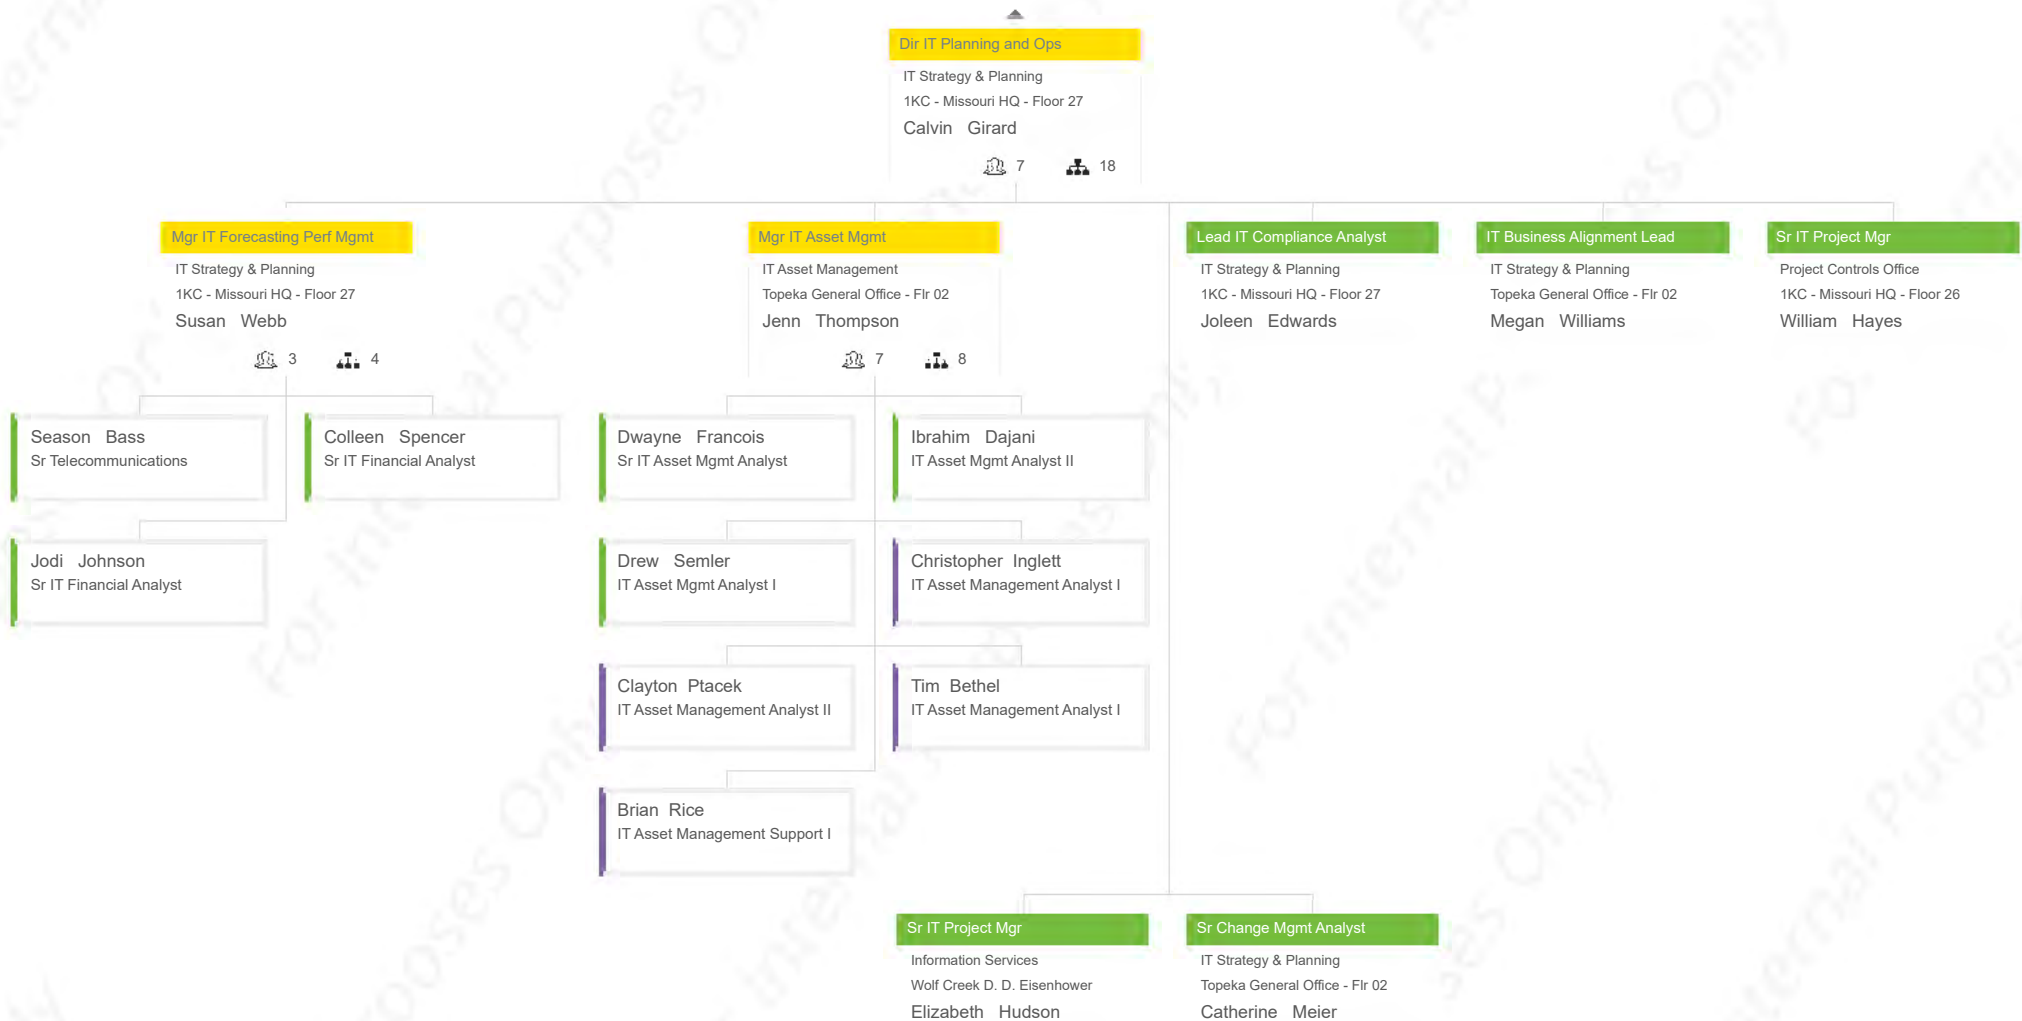 Dir IT Planning and Ops
IT Strategy & Planning
1KC - Missouri HQ - Floor 27
Calvin Girard
7 18
Mgr IT Forecasting Perf Mgmt
IT Strategy & Planning
1KC - Missouri HQ - Floor 27
Susan Webb
3 4
Mgr IT Asset Mgmt
IT Asset Management
Topeka General Office - Flr 02
Jenn Thompson
7 8
Lead IT Compliance Analyst
IT Strategy & Planning
1KC - Missouri HQ - Floor 27
Joleen Edwards
IT Business Alignment Lead
IT Strategy & Planning
Topeka General Office - Flr 02
Megan Williams
Sr IT Project Mgr
Project Controls Office
1KC - Missouri HQ - Floor 26
William Hayes
Season Bass
Sr Telecommunications
Colleen Spencer
Sr IT Financial Analyst
Jodi Johnson
Sr IT Financial Analyst
Dwayne Francois
Sr IT Asset Mgmt Analyst
Ibrahim Dajani
IT Asset Mgmt Analyst II
Drew Semler
IT Asset Mgmt Analyst I
Christopher Inglett
IT Asset Management Analyst I
Clayton Ptacek
IT Asset Management Analyst II
Tim Bethel
IT Asset Management Analyst I
Brian Rice
IT Asset Management Support I
Sr IT Project Mgr
Information Services
Wolf Creek D. D. Eisenhower
Elizabeth Hudson
Sr Change Mgmt Analyst
IT Strategy & Planning
Topeka General Office - Flr 02
Catherine Meier
For Internal Purposes Only